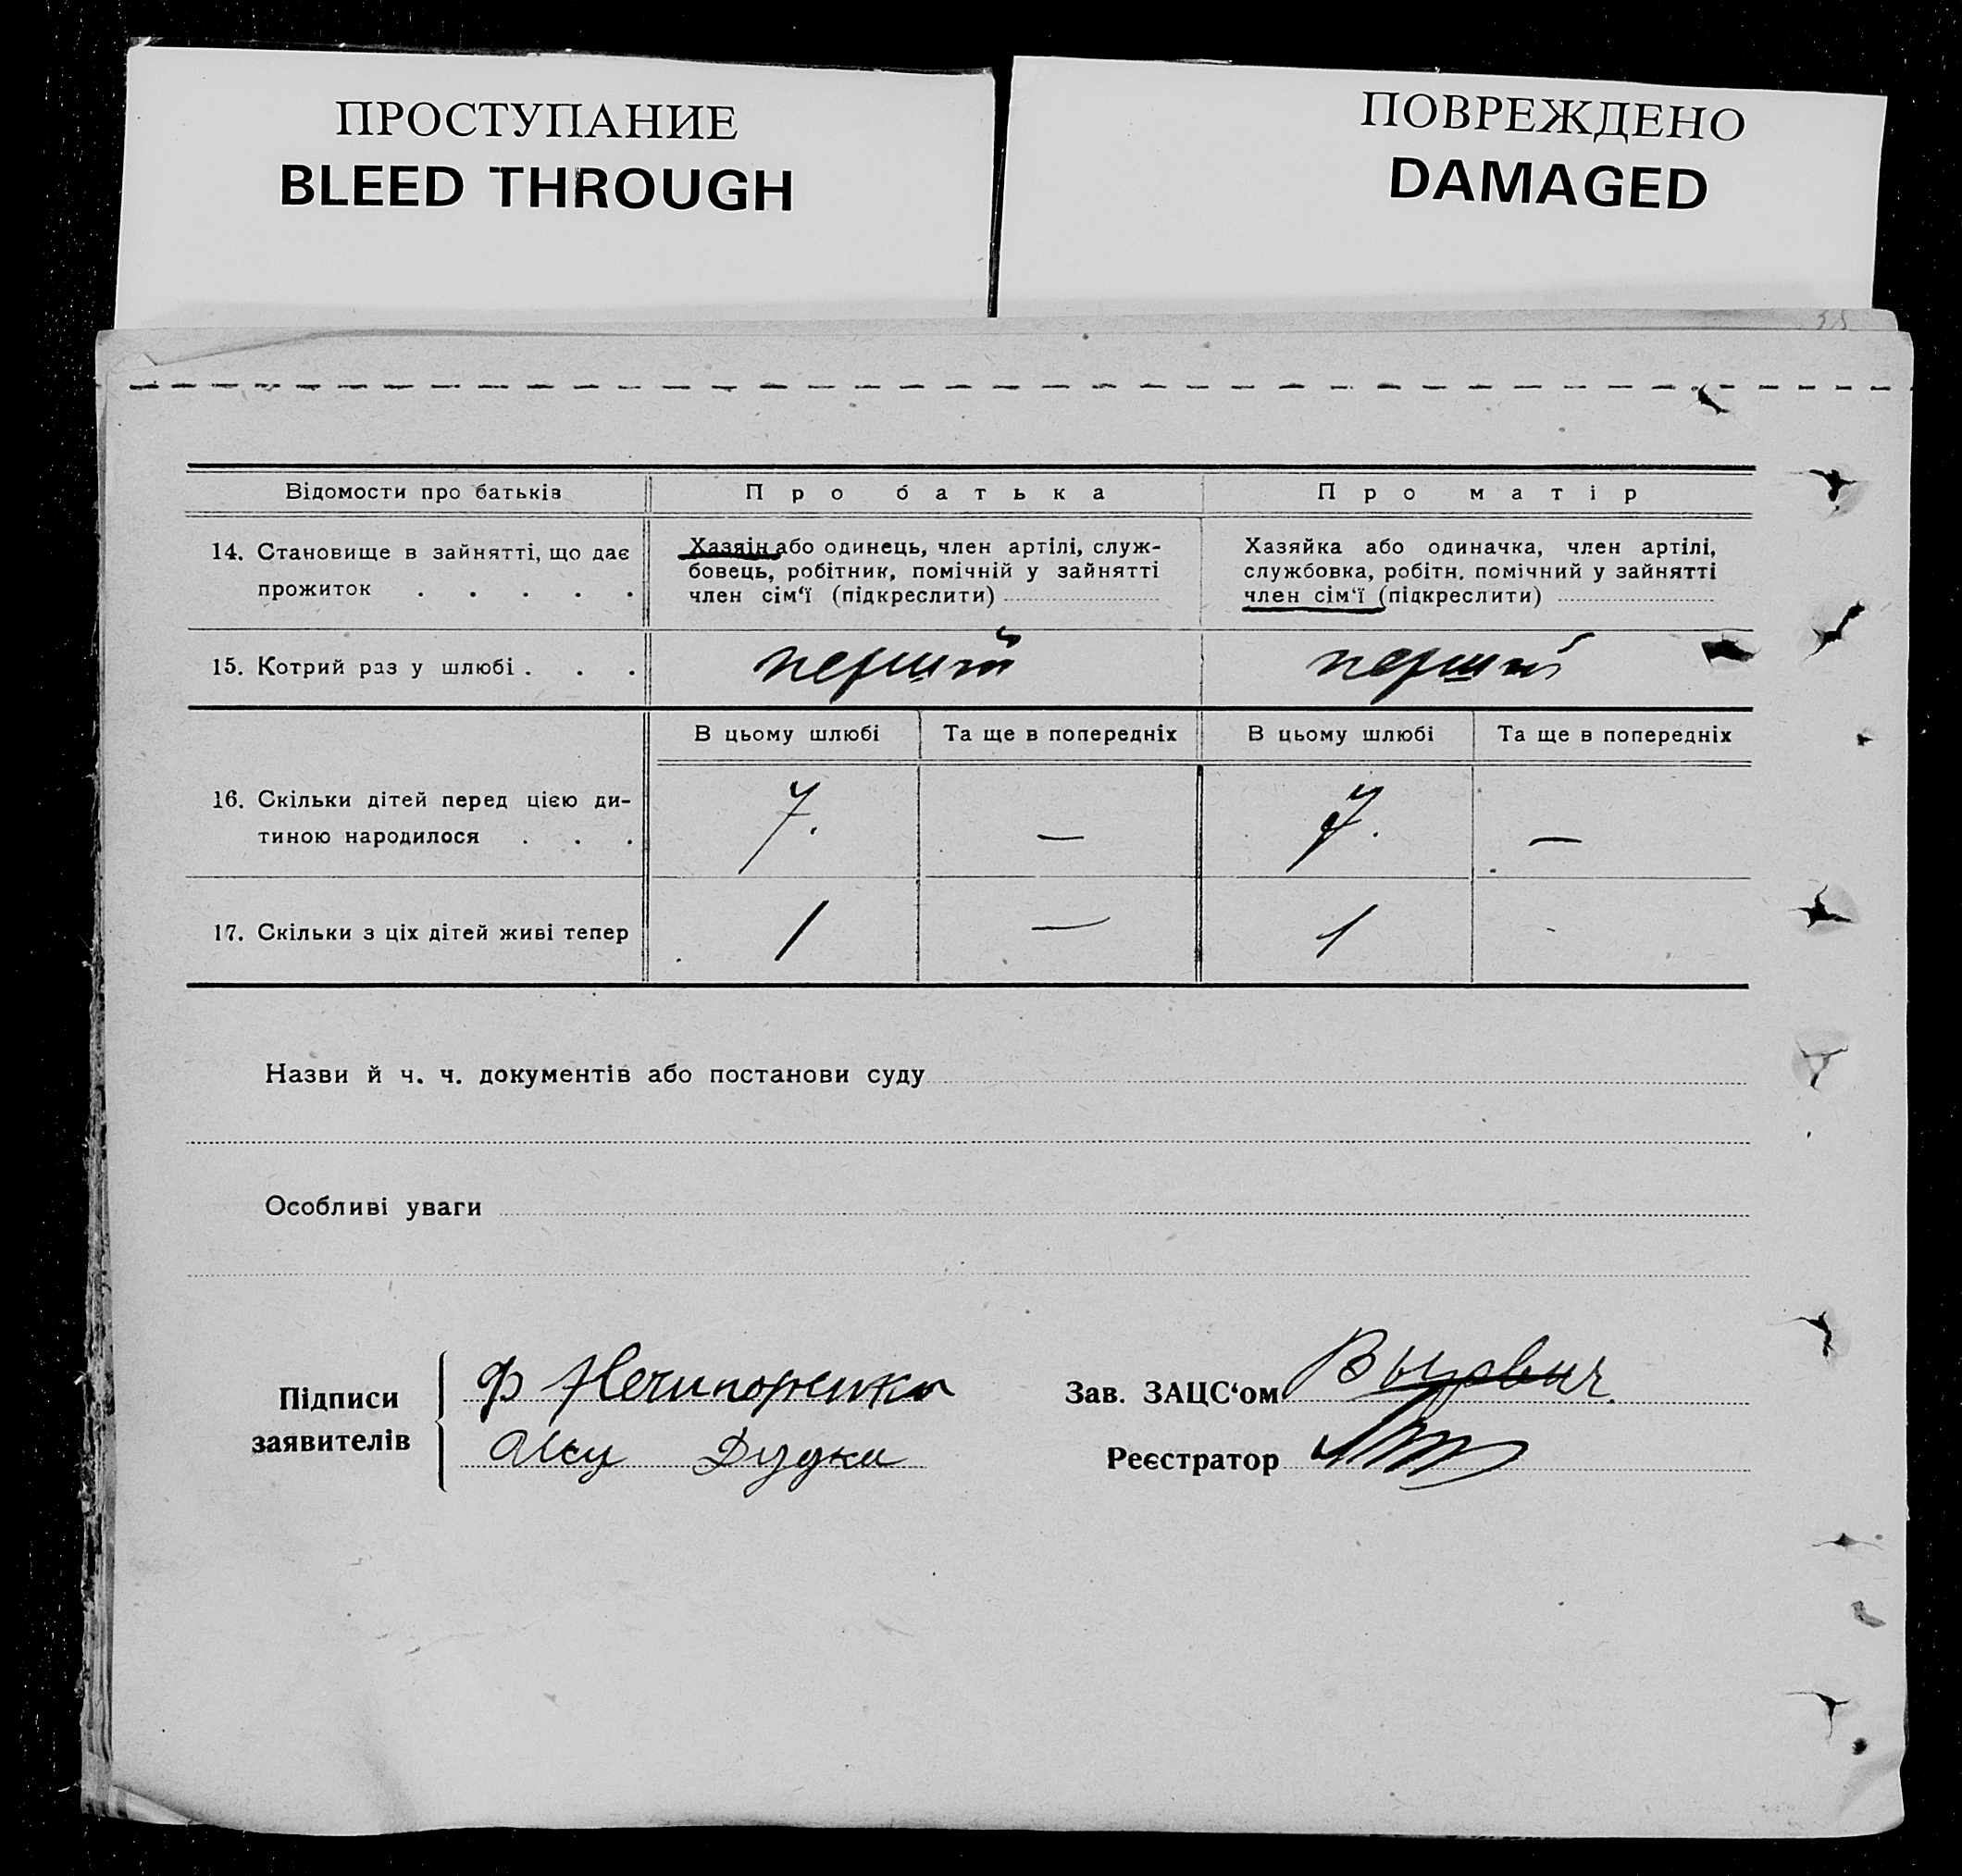 ПРОСТУПАНИЕ
BLEED THROUGH
ПОВРЕЖДЕНО
DAMAGED
Відомости про батьків
Про батька
Про матір
14. Становище в зайнятті, що дає
прожиток . . . . .
Хазяін або одинець, член артілі, служ-
бовець, робітник, помічній у зайнятті
член сім‘ї (підкреслити)
Хазяйка або одиначка, член артілі,
службовка, робітн. помічний у зайнятті
член сім‘ї (підкреслити)
15. Котрий раз у шлюбі . . .
перший
перший
В цьому шлюбі
Та ще в попередніх
В цьому шлюбі
Та ще в попередніх
16. Скільки дітей перед цією ди-
тиною народилося . . .
7.
—
7.
—
17. Скільки з ціх дітей живі тепер
1
—
1
Назви й ч. ч. документів або постанови суду
Особливі уваги
Підписи
заявителів
Ф Нечипоренко
Дудка
Зав. ЗАЦС‘ом
Реєстратор